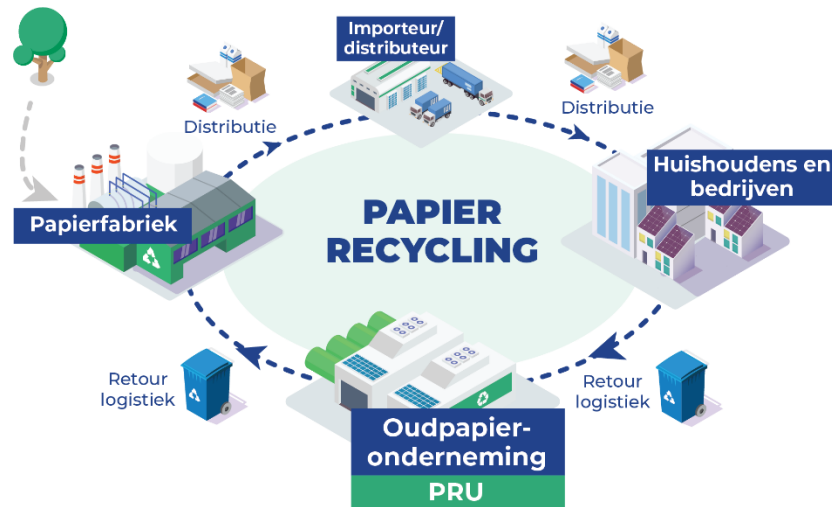 Importeur/
distributeur
Distributie
Distributie
Huishoudens en
bedrijven
Papierfabriek
PAPIER
RECYCLING
Retour
logistiek
Retour
logistiek
Oudpapier-
onderneming
PRU